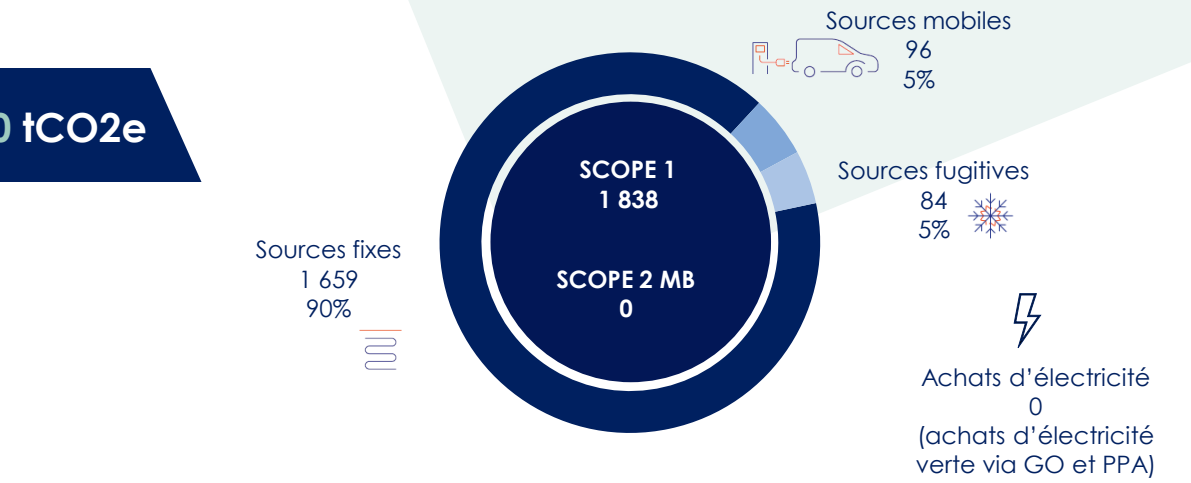 0 tCO2e
Sources mobiles
96
5%
SCOPE 1
1 838
SCOPE 2 MB
0
Sources fugitives
84
5%
Sources fixes
1 659
90%
Achats d’électricité
0
(achats d’électricité
verte via GO et PPA)